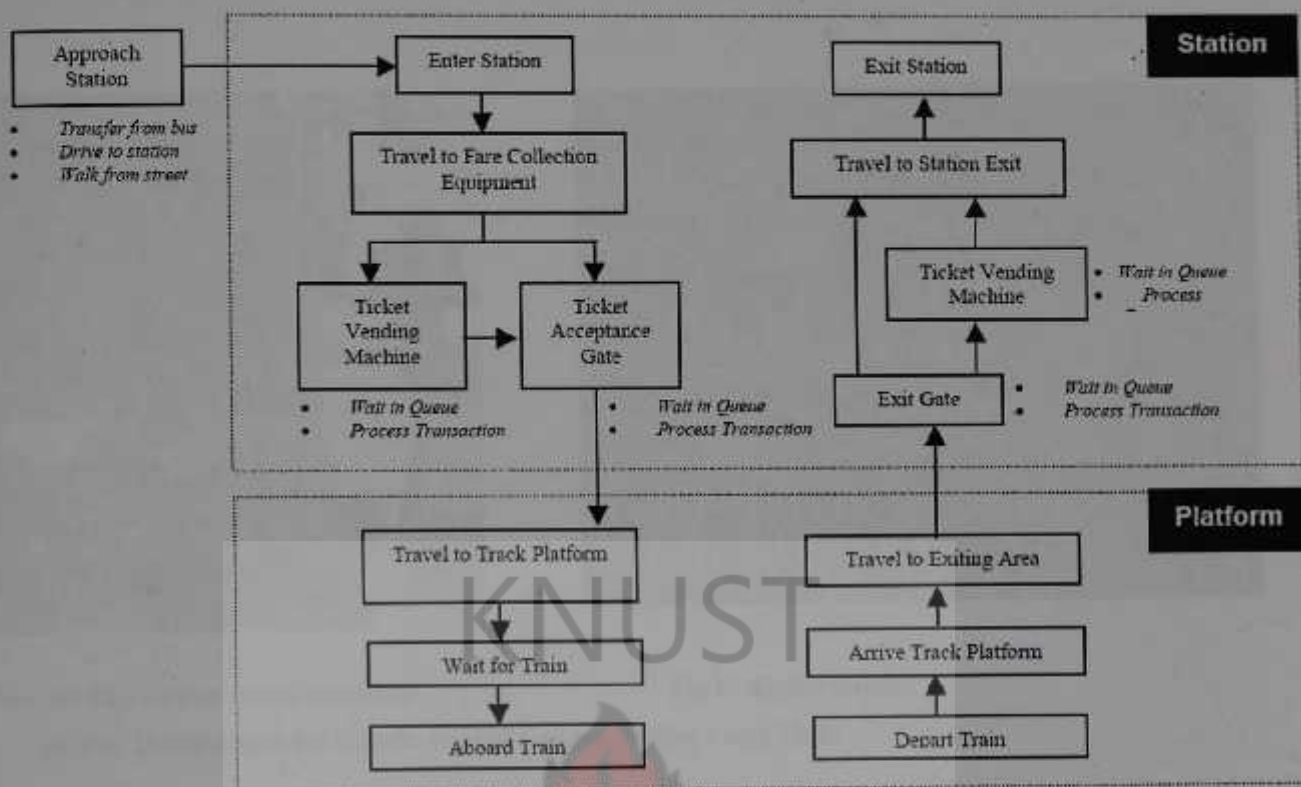 Station
Approach
Station
• Transfer from bus
• Drive to station
• Walk from street
Enter Station
Travel to Fare Collection
Equipment
Ticket
Vending
Machine
• Wait in Queue
• Process Transaction
Ticket
Acceptance
Gate
• Wait in Queue
• Process Transaction
Exit Station
Travel to Station Exit
Ticket Vending
Machine
• Wait in Queue
• Process
Exit Gate
• Wait in Queue
• Process Transaction
Platform
Travel to Track Platform
Wait for Train
Aboard Train
Travel to Exiting Area
Arrive Track Platform
Depart Train
KNUST